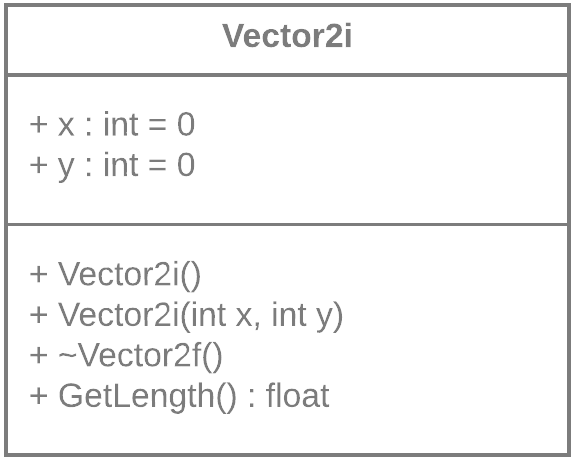 Vector2i
+ x : int = 0
+ y : int = 0
+ Vector2i()
+ Vector2i(int x, int y)
+ ~Vector2f()
+ GetLength() : float